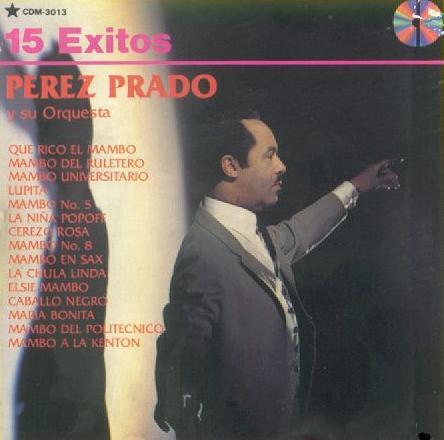 CDM-3013
15 Exitos
PEREZ PRADO
y su Orquesta
QUE RICO EL MAMBO
MAMBO DEL RULETERO
MAMBO UNIVERSITARIO
LUPITA
MAMBO No. 5
LA NIÑA POPOFF
CEREZO ROSA
MAMBO No. 8
MAMBO EN SAX
LA CHULA LINDA
ELSIE MAMBO
CABALLO NEGRO
MARIA BONITA
MAMBO DEL POLITECNICO
MAMBO A LA KENTON